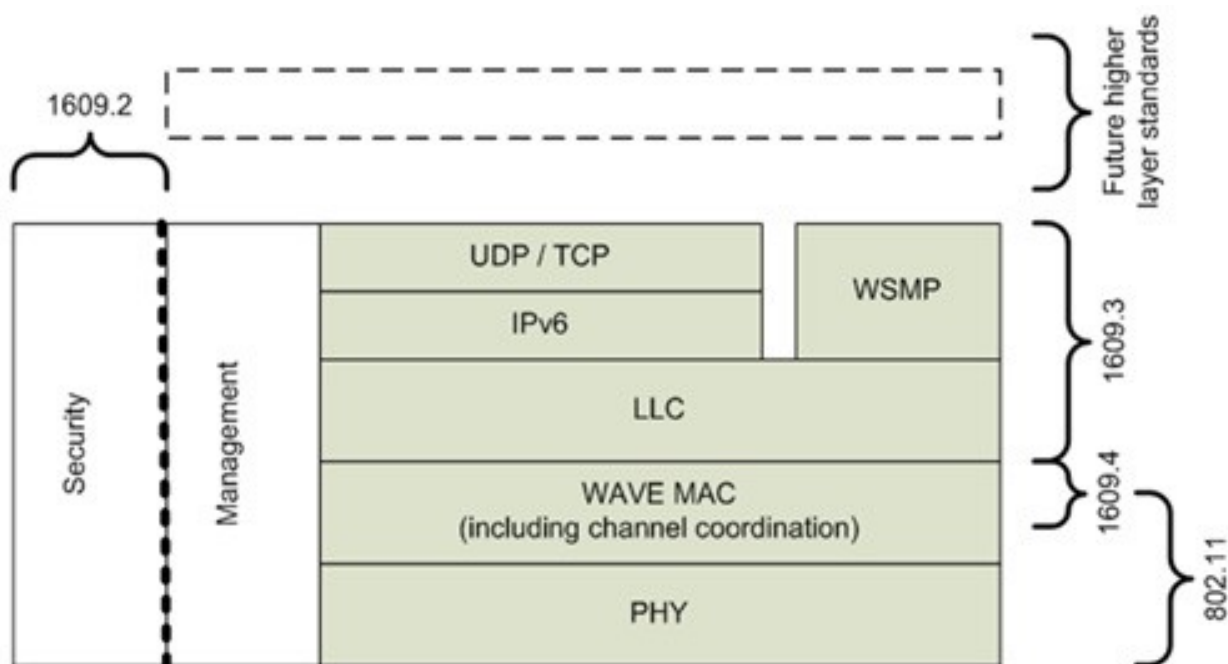 1609.2
Future higher
layer standards
UDP / TCP
WSMP
IPv6
1609.3
Security
Management
LLC
WAVE MAC
(including channel coordination)
1609.4
PHY
802.11